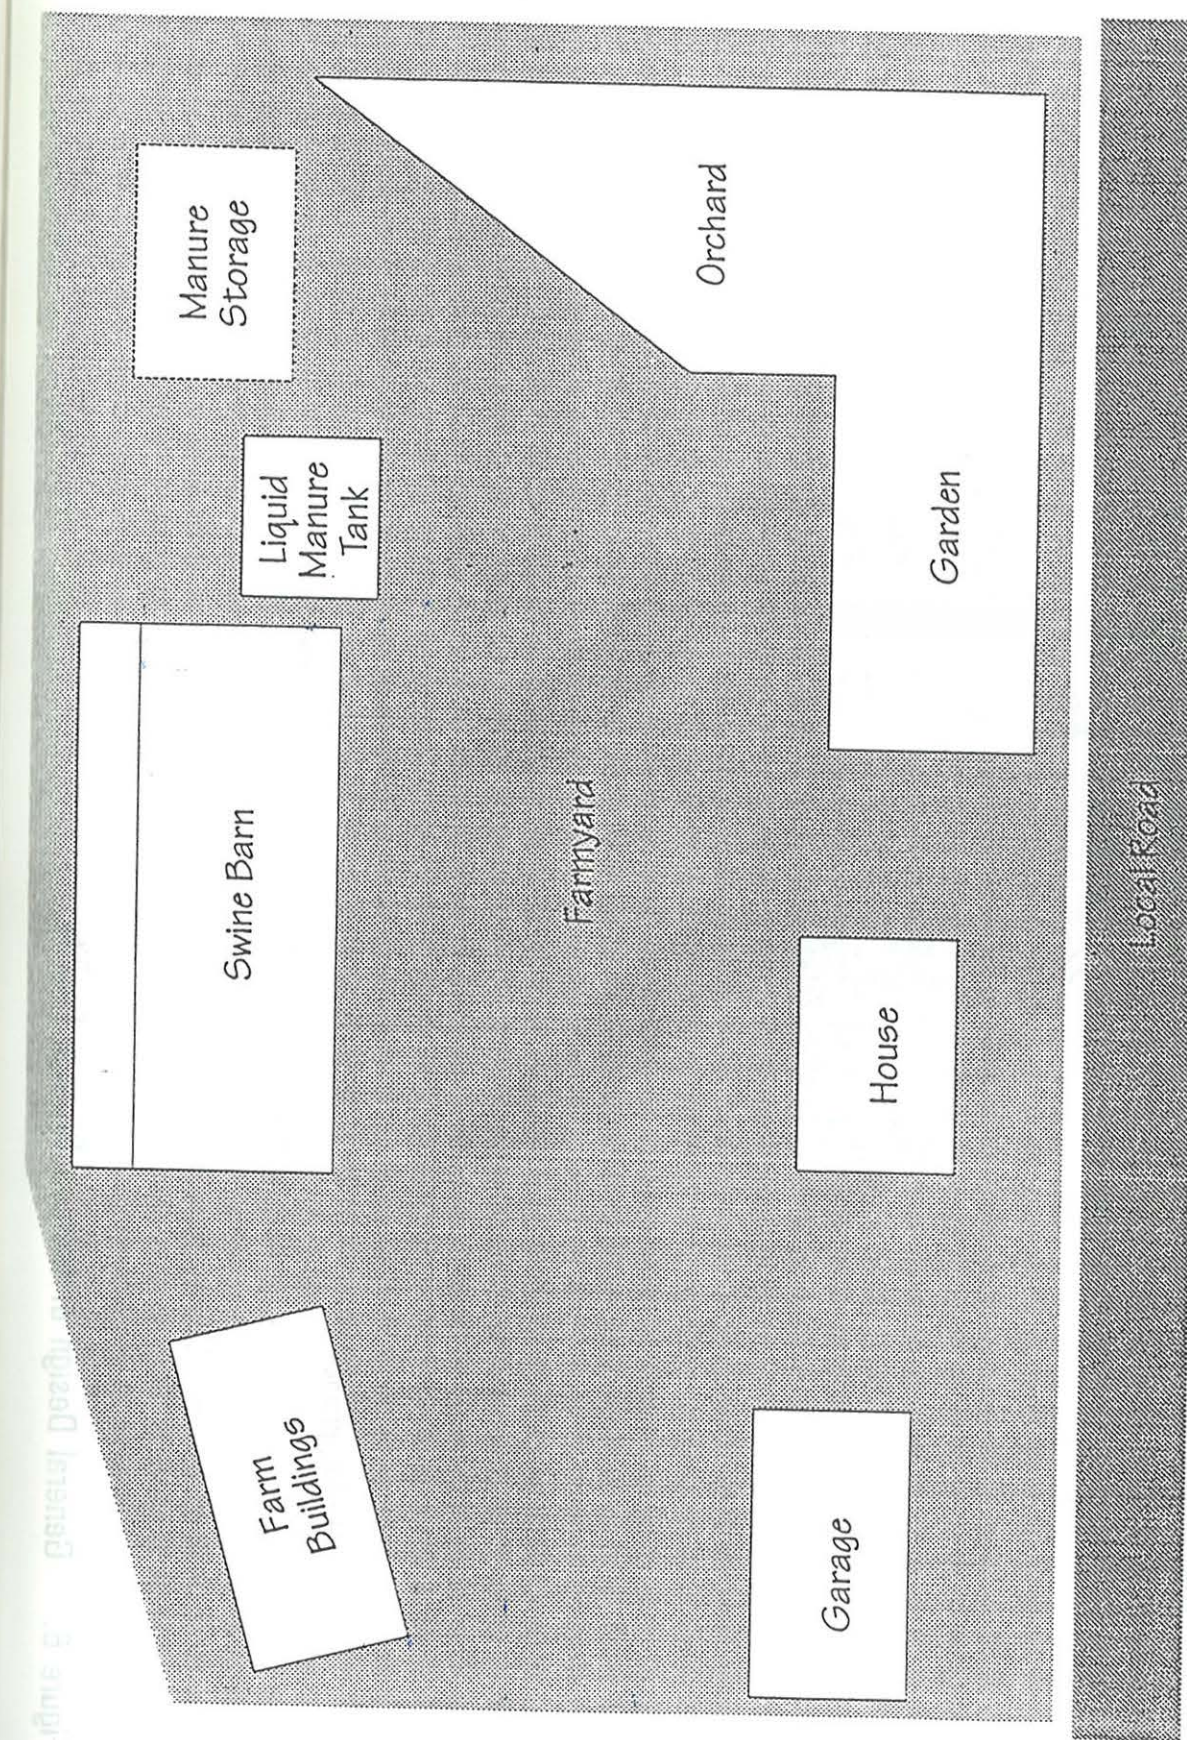 Farm
Buildings
Swine Barn
Liquid
Manure
Tank
Manure
Storage
Farmyard
Orchard
Garage
House
Garden
Local Road